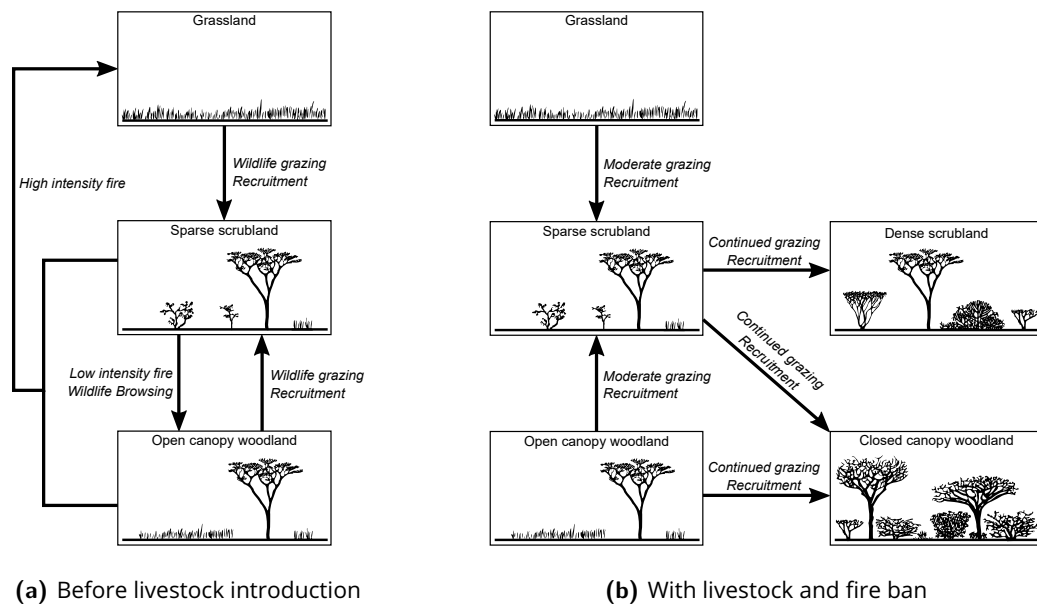 Grassland
High intensity fire
Wildlife grazing
Recruitment
Sparse scrubland
Low intensity fire
Wildlife Browsing
Wildlife grazing
Recruitment
Open canopy woodland
(a) Before livestock introduction
Grassland
Moderate grazing
Recruitment
Sparse scrubland
Continued grazing
Recruitment
Dense scrubland
Continued grazing
Recruitment
Moderate grazing
Recruitment
Open canopy woodland
Continued grazing
Recruitment
Closed canopy woodland
(b) With livestock and fire ban